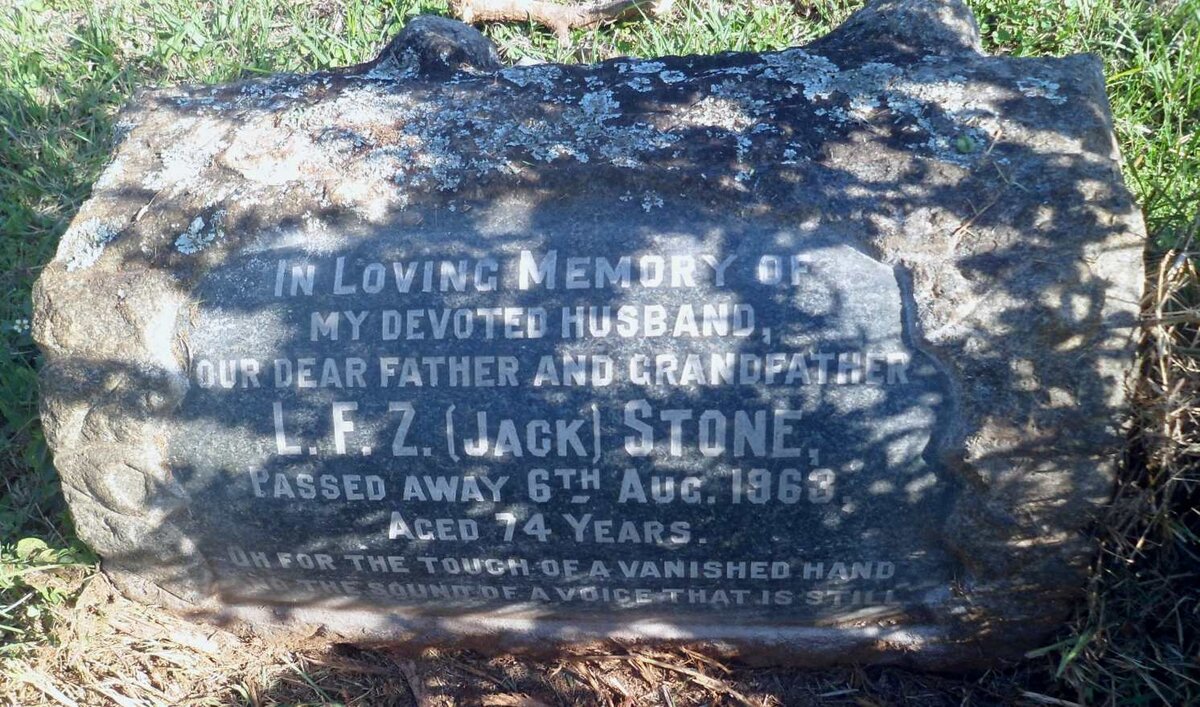 IN LOVING MEMORY OF
MY DEVOTED HUSBAND,
OUR DEAR FATHER AND GRANDFATHER
L.F.Z. (JACK) STONE,
PASSED AWAY 6TH AUG. 1963.
AGED 74 YEARS.
OH FOR THE TOUCH OF A VANISHED HAND
THE SOUND OF A VOICE THAT IS STILL